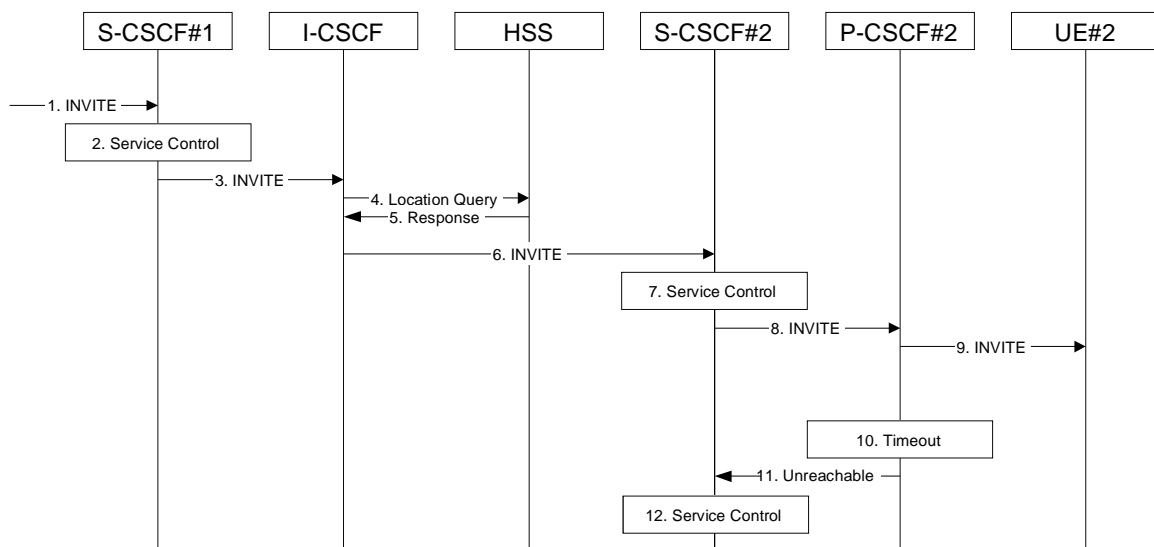 S-CSCF#1
I-CSCF
HSS
S-CSCF#2
P-CSCF#2
UE#2
1. INVITE
2. Service Control
3. INVITE
4. Location Query
5. Response
6. INVITE
7. Service Control
8. INVITE
9. INVITE
10. Timeout
11. Unreachable
12. Service Control